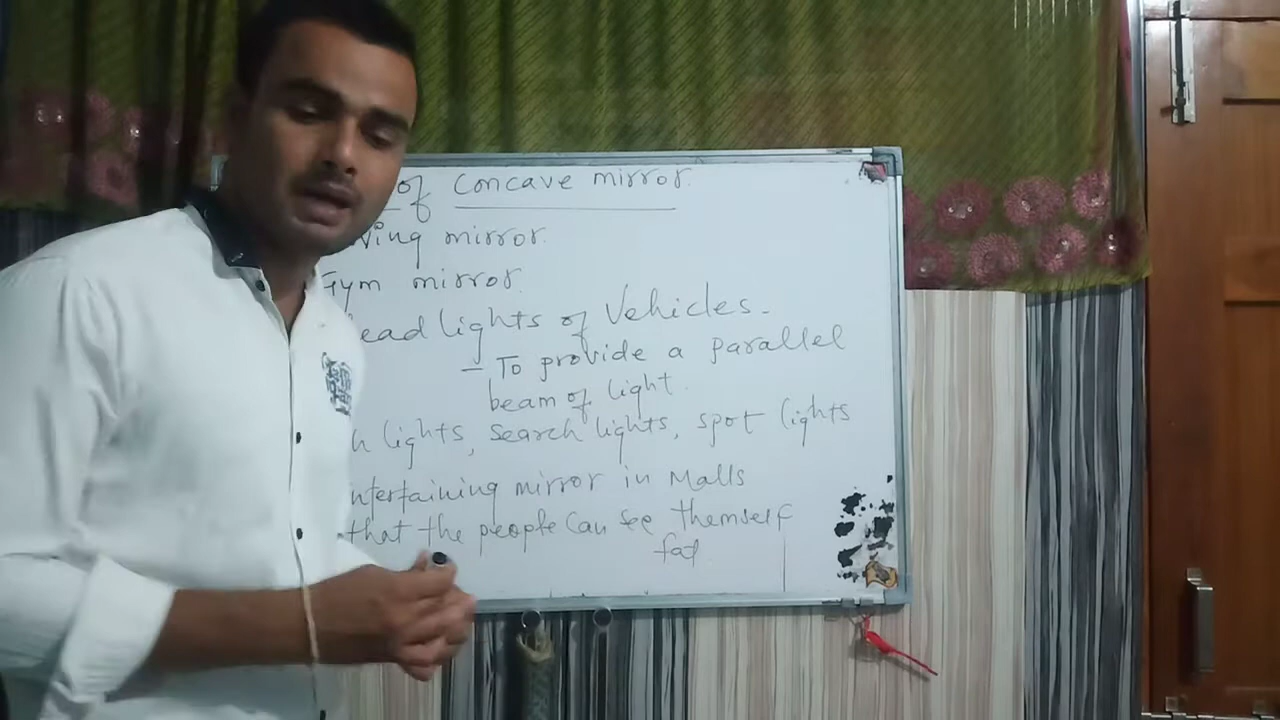 of Concave mirror.
ving mirror.
Gym mirror.
ead lights of Vehicles.
– To provide a parallel
beam of light.
h lights, search lights, spot lights
ntertaining mirror in Malls
that the people Can see themself
fat